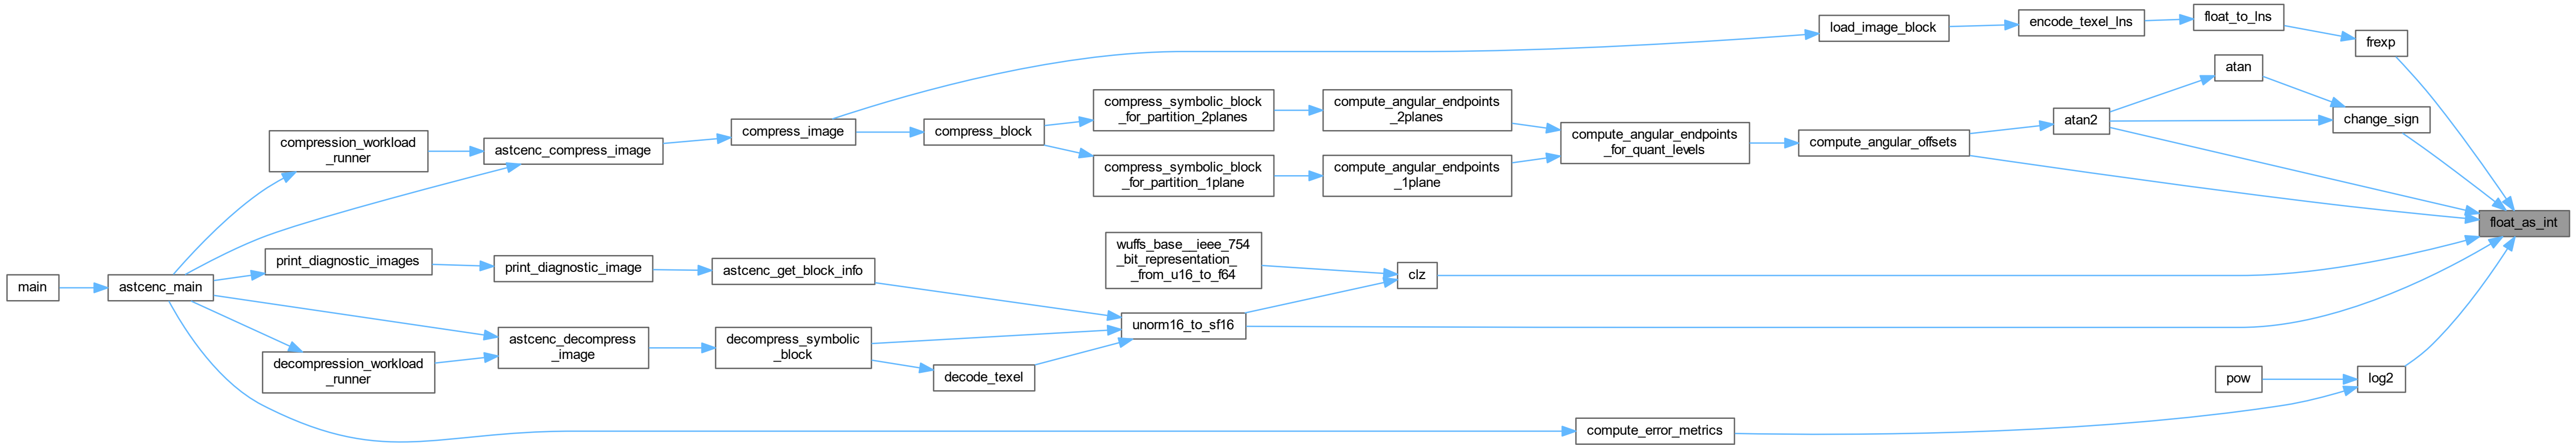 main
astcenc_main
compression_workload
_runner
print_diagnostic_images
decompression_workload
_runner
astcenc_compress_image
print_diagnostic_image
astcenc_decompress
_image
compress_image
astcenc_get_block_info
decompress_symbolic
_block
compress_block
decode_texel
compress_symbolic_block
_for_partition_2planes
compress_symbolic_block
_for_partition_1plane
wuffs_base__ieee_754
_bit_representation_
_from_u16_to_f64
unorm16_to_sf16
compute_angular_endpoints
_2planes
compute_angular_endpoints
_1plane
clz
compute_angular_endpoints
_for_quant_levels
compute_error_metrics
load_image_block
compute_angular_offsets
encode_texel_lns
atan2
float_to_lns
atan
pow
frexp
change_sign
log2
float_as_int